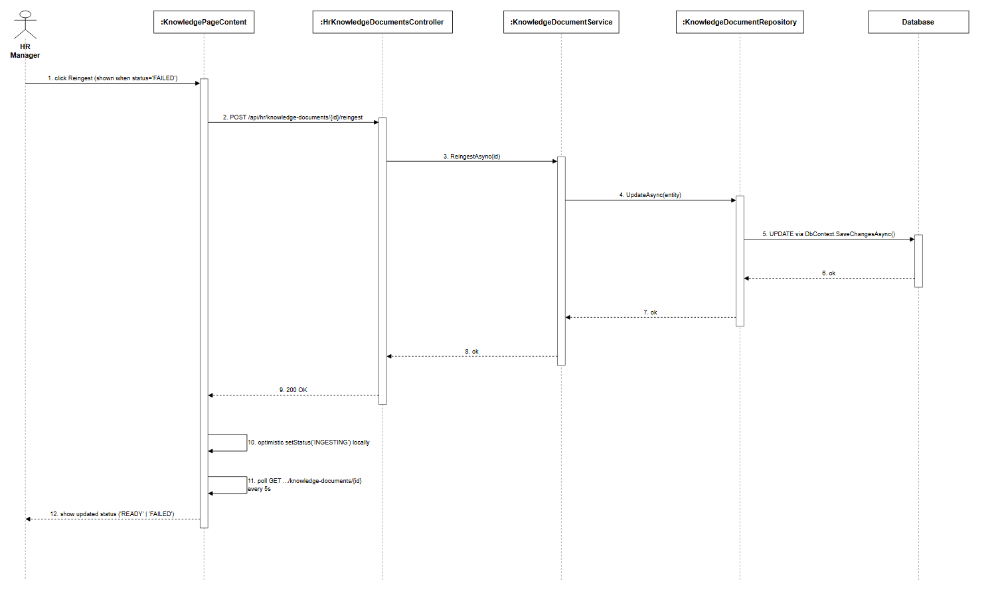 HR
Manager
:KnowledgePageContent
:HrKnowledgeDocumentsController
:KnowledgeDocumentService
:KnowledgeDocumentRepository
Database
1. click Reingest (shown when status='FAILED')
2. POST /api/hr/knowledge-documents/{id}/reingest
3. ReingestAsync(id)
4. UpdateAsync(entity)
5. UPDATE via DbContext.SaveChangesAsync()
6. ok
7. ok
8. ok
9. 200 OK
10. optimistic setStatus('INGESTING') locally
11. poll GET .../knowledge-documents/{id}
every 5s
12. show updated status ('READY' | 'FAILED')